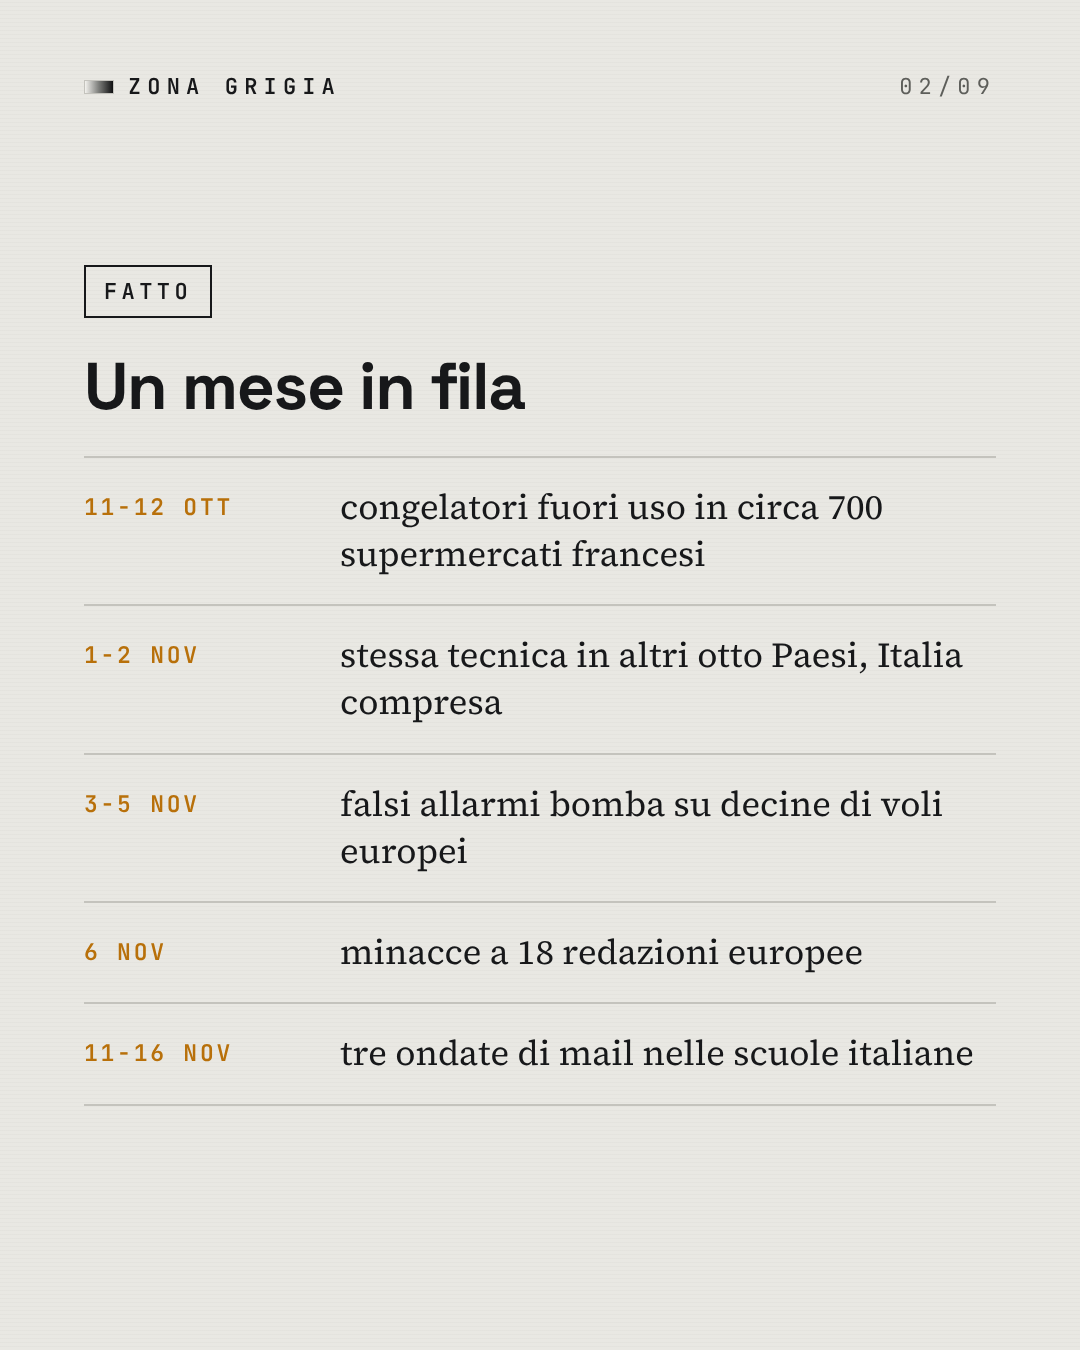 ZONA GRIGIA
02/09
FATTO
Un mese in fila
11-12 OTT
congelatori fuori uso in circa 700
supermercati francesi
1-2 NOV
stessa tecnica in altri otto Paesi, Italia
compresa
3-5 NOV
falsi allarmi bomba su decine di voli
europei
6 NOV
minacce a 18 redazioni europee
11-16 NOV
tre ondate di mail nelle scuole italiane